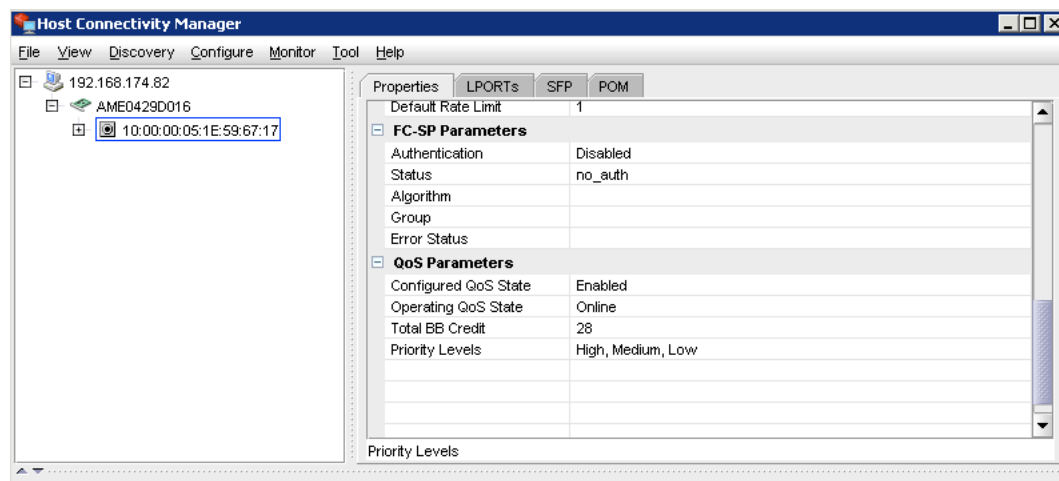 Host Connectivity Manager
File View Discovery Configure Monitor Tool Help
192.168.174.82
AME0429D016
10:00:00:05:1E:59:67:17
Properties LPORTs SFP POM
Default Rate Limit 1
FC-SP Parameters
Authentication Disabled
Status no_auth
Algorithm
Group
Error Status
QoS Parameters
Configured QoS State Enabled
Operating QoS State Online
Total BB Credit 28
Priority Levels High, Medium, Low
Priority Levels